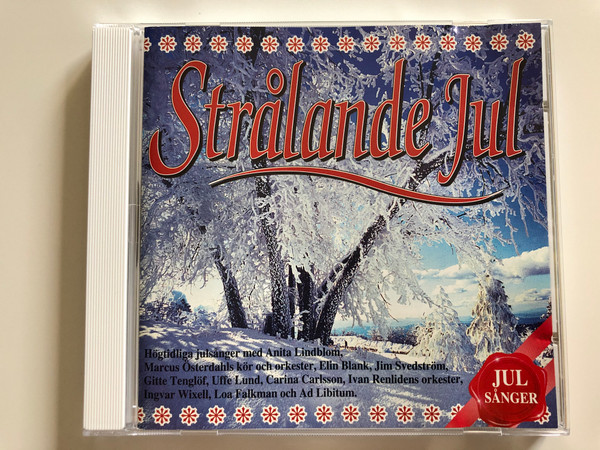 Strålande Jul
Högtidliga julsånger med Anita Lindblom,
Marcus Österdahls kör och orkester, Elin Blank, Jim Svedström,
Gitte Tenglöf, Uffe Lund, Carina Carlsson, Ivan Renlidens orkester,
Ingvar Wixell, Loa Falkman och Ad Libitum.
JUL
SÅNGER